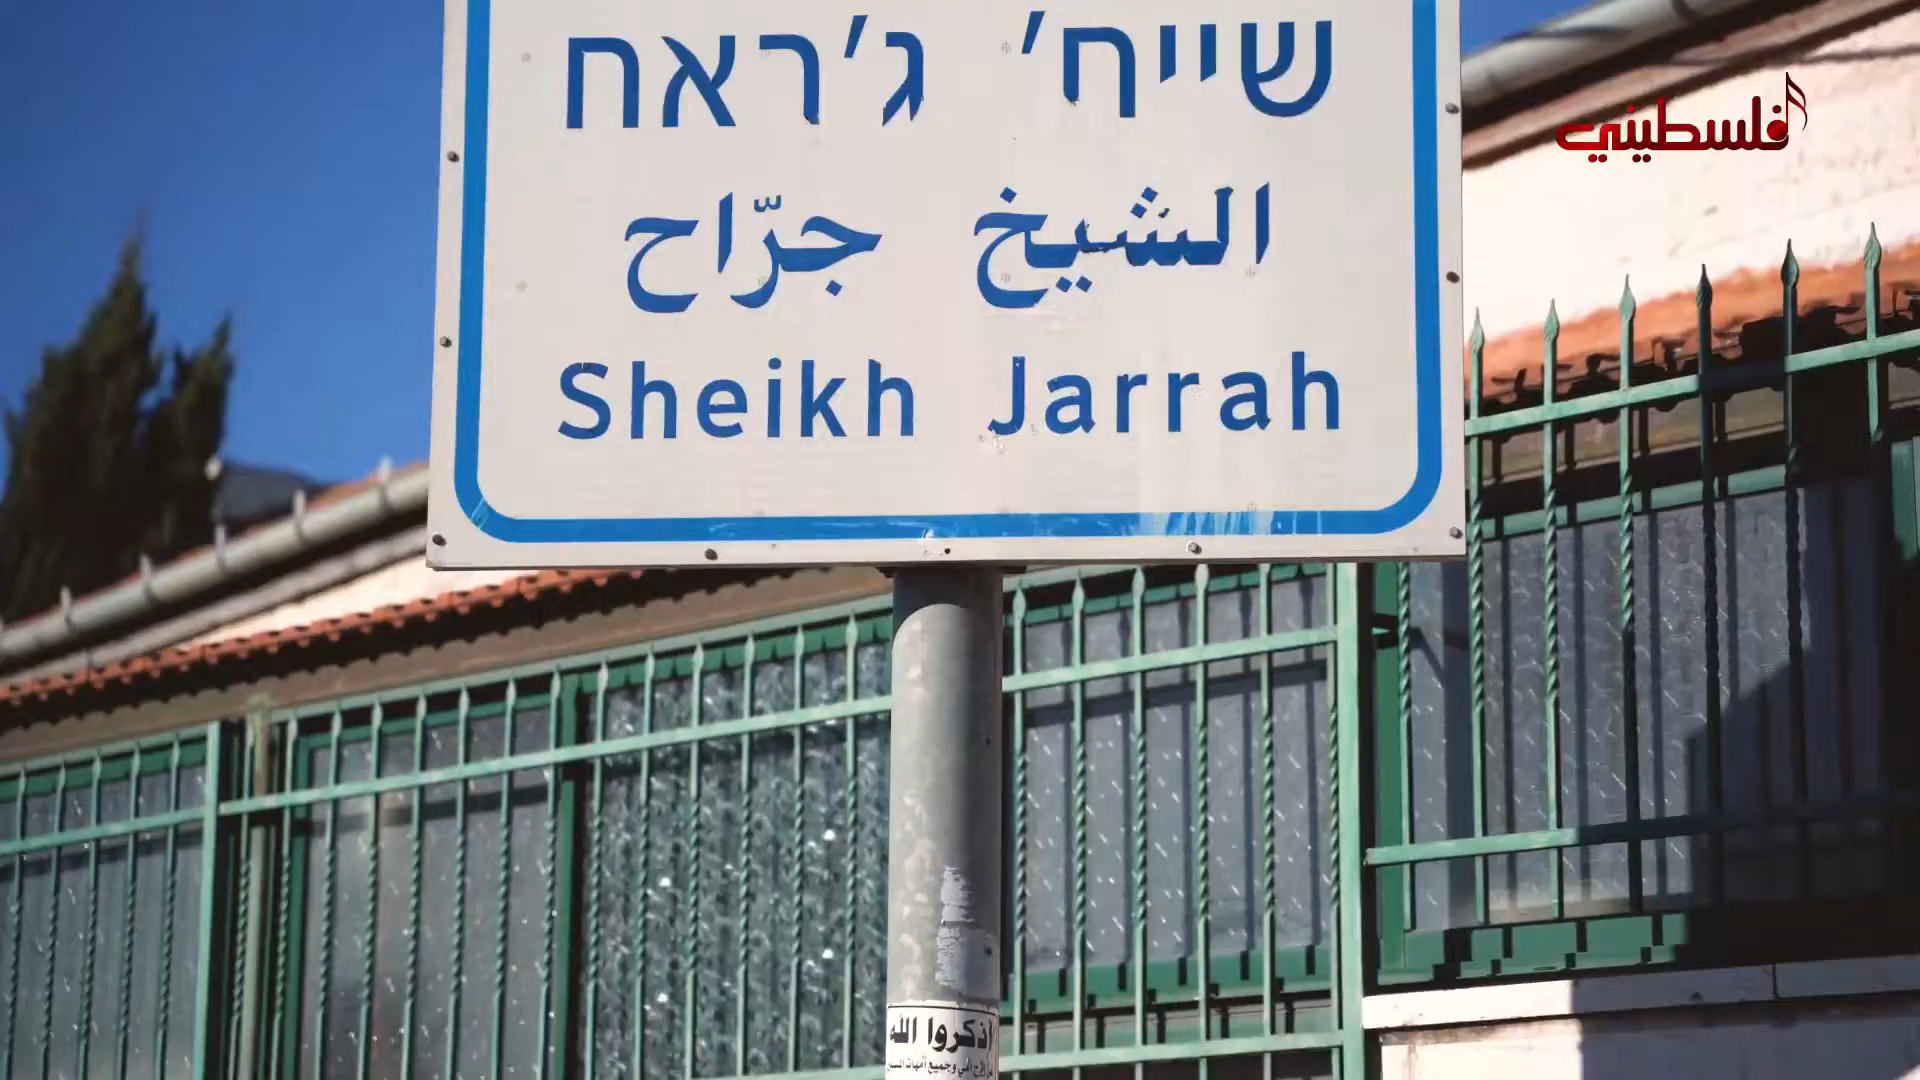 שייח' ג'ראח
الشيخ جرّاح
Sheikh Jarrah
فلسطيني
اذكروا الله